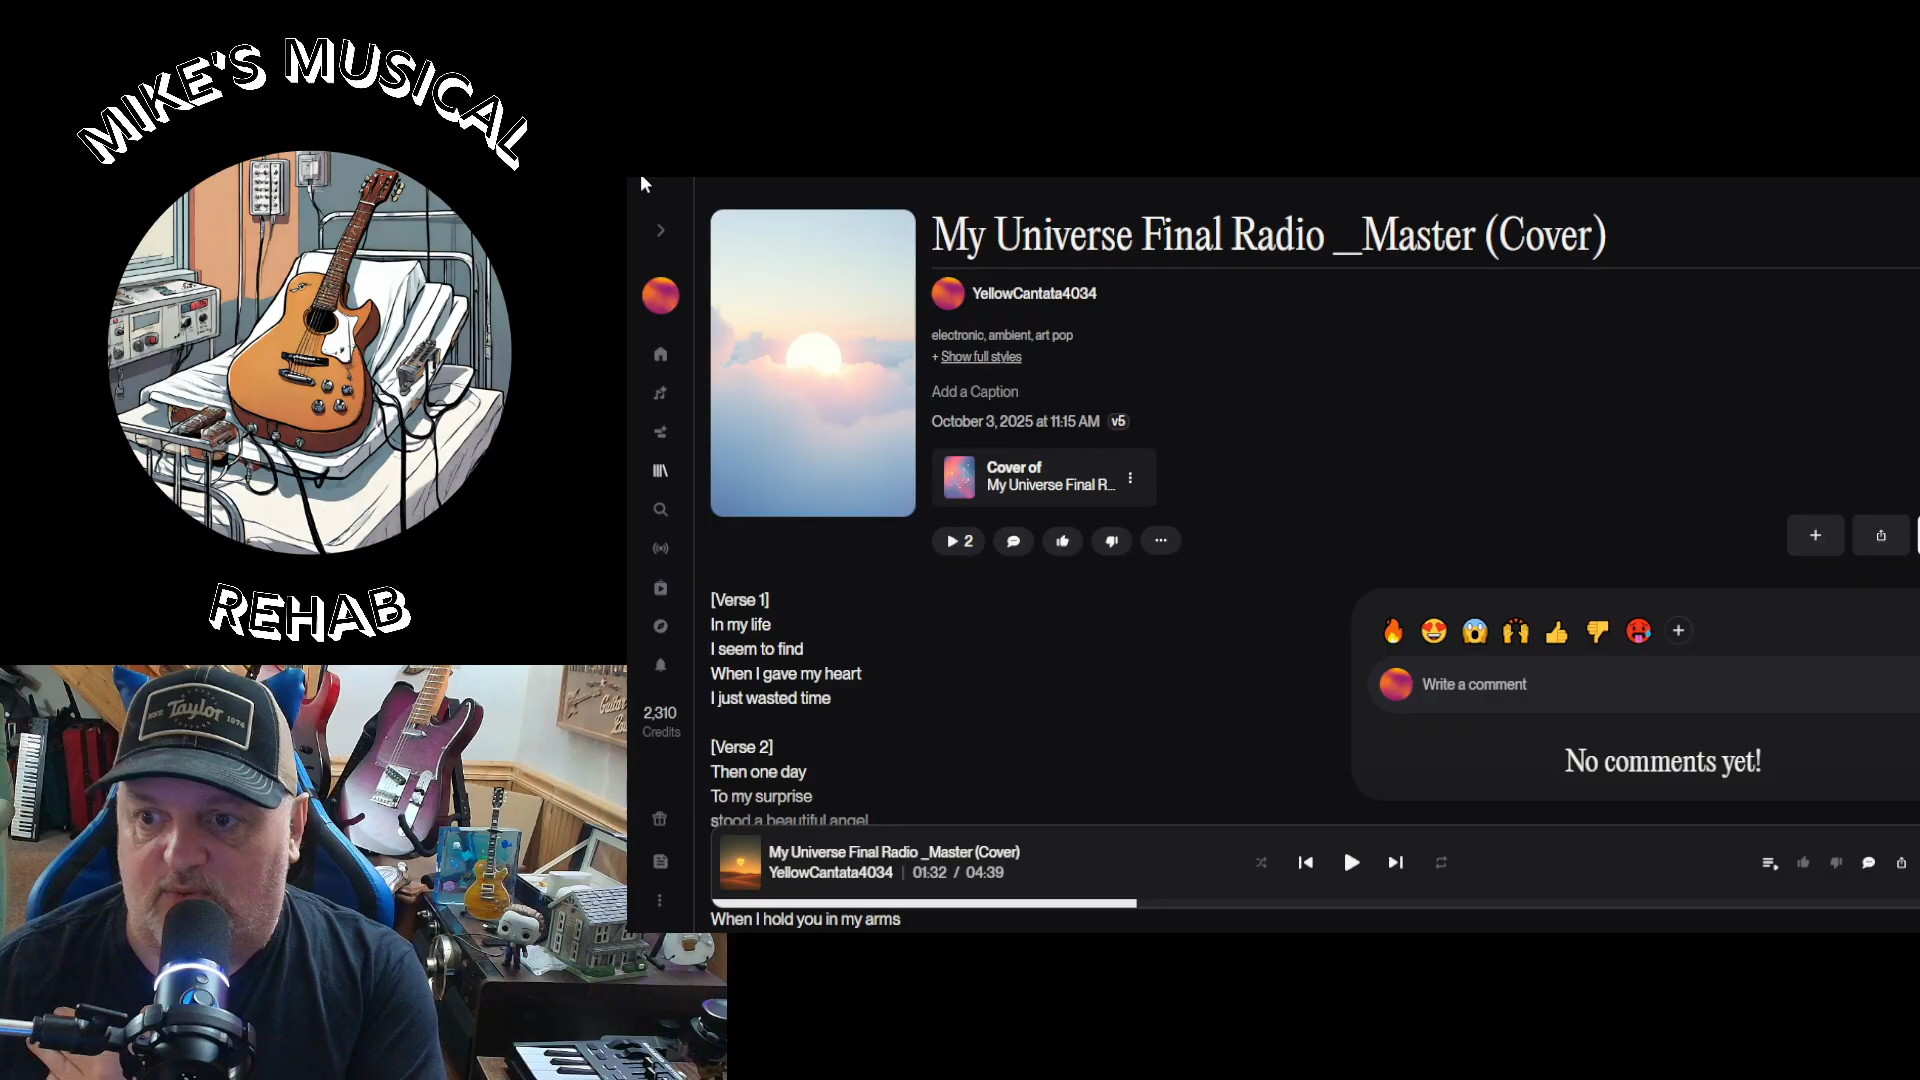 MIKE'S MUSICAL
REHAB
EST. Taylor 1974
My Universe Final Radio _Master (Cover)
YellowCantata4034
electronic, ambient, art pop
+ Show full styles
Add a Caption
October 3, 2025 at 11:15 AM v5
Cover of
My Universe Final R...
2
[Verse 1]
In my life
I seem to find
When I gave my heart
I just wasted time
[Verse 2]
Then one day
To my surprise
stood a beautiful angel
2,310
Credits
Write a comment
No comments yet!
My Universe Final Radio _Master (Cover)
YellowCantata4034 | 01:32 / 04:39
When I hold you in my arms